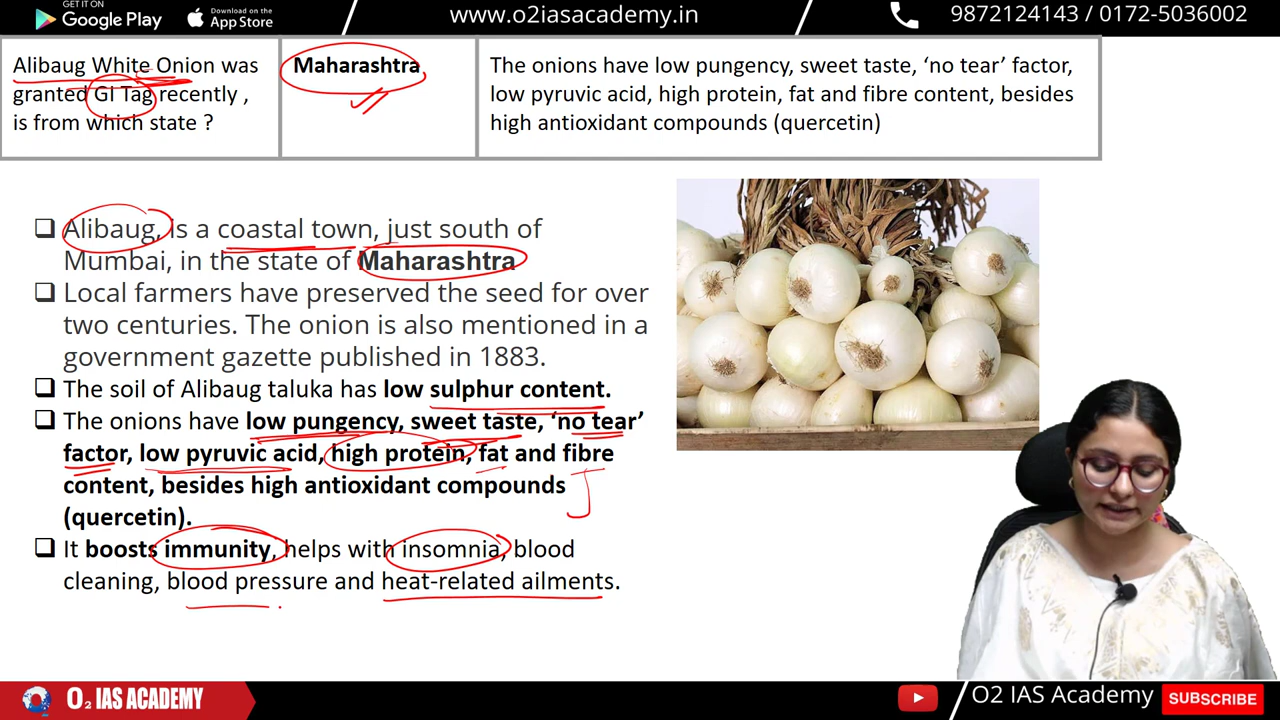 GET IT ON
Google Play
Download on the
App Store
www.o2iasacademy.in
9872124143 / 0172-5036002
Alibaug White Onion was
granted GI Tag recently ,
is from which state ?
Maharashtra
The onions have low pungency, sweet taste, ‘no tear’ factor,
low pyruvic acid, high protein, fat and fibre content, besides
high antioxidant compounds (quercetin)
Alibaug, is a coastal town, just south of
Mumbai, in the state of Maharashtra
Local farmers have preserved the seed for over
two centuries. The onion is also mentioned in a
government gazette published in 1883.
The soil of Alibaug taluka has low sulphur content.
The onions have low pungency, sweet taste, ‘no tear’
factor, low pyruvic acid, high protein, fat and fibre
content, besides high antioxidant compounds
(quercetin).
It boosts immunity, helps with insomnia, blood
cleaning, blood pressure and heat-related ailments.
O₂ IAS ACADEMY
O2 IAS Academy
SUBSCRIBE